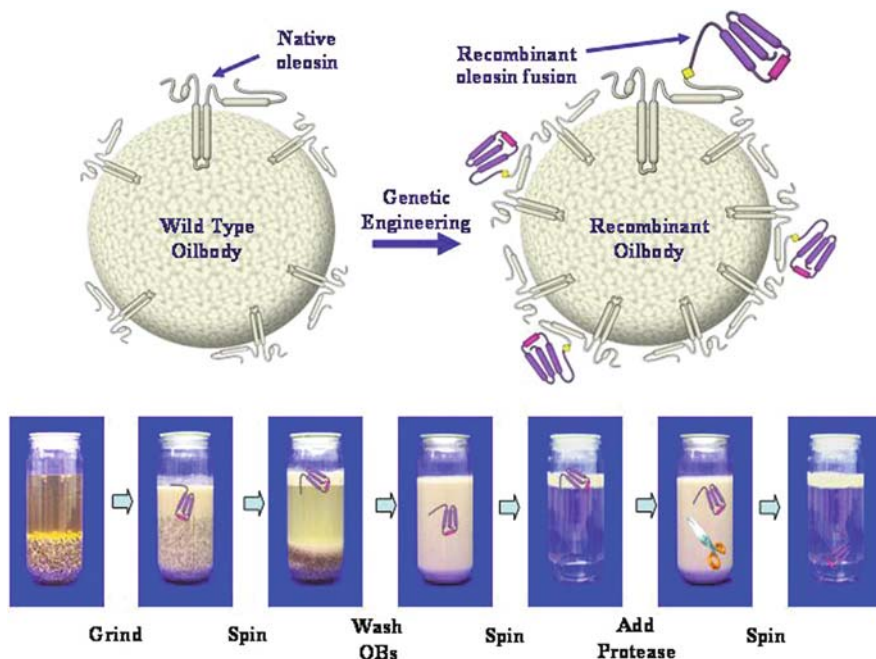 Native
oleosin
Recombinant
oleosin fusion
Wild Type
Oilbody
Genetic
Engineering
Recombinant
Oilbody
Grind
Spin
Wash
OBs
Spin
Add
Protease
Spin